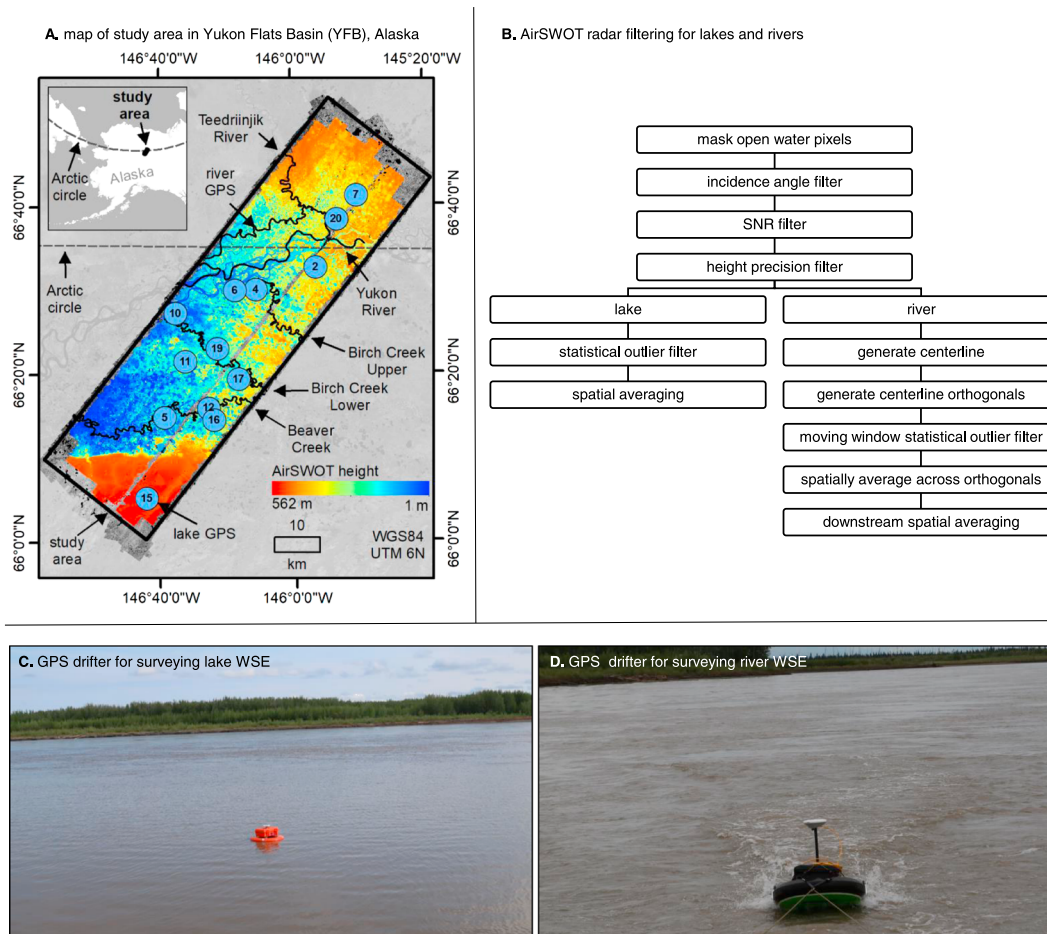 A. map of study area in Yukon Flats Basin (YFB), Alaska
146°40'0"W
146°0'0"W
145°20'0"W
study
area
Arctic
circle
Alaska
Teedriinjik
River
river
GPS
66°40'0"N
66°40'0"N
7
20
2
Arctic
circle
Yukon
River
6
4
10
19
11
Birch Creek
Upper
66°20'0"N
66°20'0"N
17
Birch Creek
Lower
12
5
16
Beaver
Creek
AirSWOT height
562 m
1 m
15
lake GPS
study
area
10
km
WGS84
UTM 6N
66°0'0"N
66°0'0"N
146°40'0"W
146°0'0"W
B. AirSWOT radar filtering for lakes and rivers
mask open water pixels
incidence angle filter
SNR filter
height precision filter
lake
river
statistical outlier filter
generate centerline
spatial averaging
generate centerline orthogonals
moving window statistical outlier filter
spatially average across orthogonals
downstream spatial averaging
C. GPS drifter for surveying lake WSE
D. GPS drifter for surveying river WSE